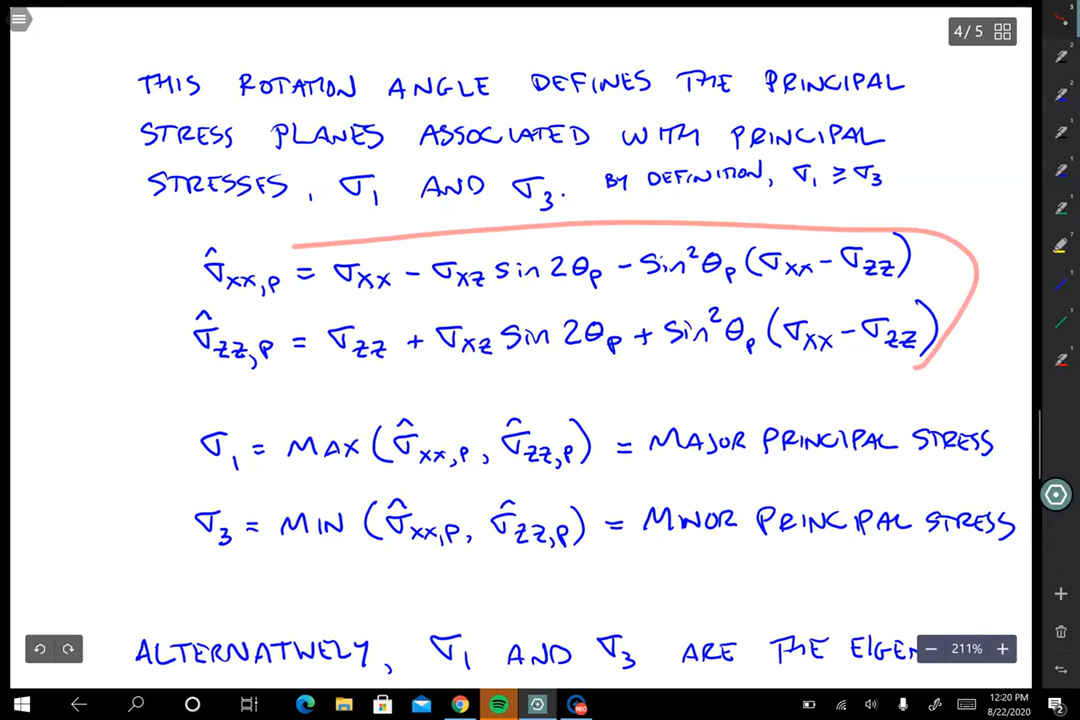 4/5
THIS ROTATION ANGLE DEFINES THE PRINCIPAL
STRESS PLANES ASSOCIATED WITH PRINCIPAL
STRESSES, σ₁ AND σ₃. BY DEFINITION, σ₁ ≥ σ₃
σ̂xx,p = σxx - σxz sin 2θp - sin²θp (σxx - σzz)
σ̂zz,p = σzz + σxz sin 2θp + sin²θp (σxx - σzz)
σ₁ = MAX (σ̂xx,p, σ̂zz,p) = MAJOR PRINCIPAL STRESS
σ₃ = MIN (σ̂xx,p, σ̂zz,p) = MINOR PRINCIPAL STRESS
ALTERNATIVELY, σ₁ AND σ₃ ARE THE EIGEN
211%
12:20 PM
8/22/2020